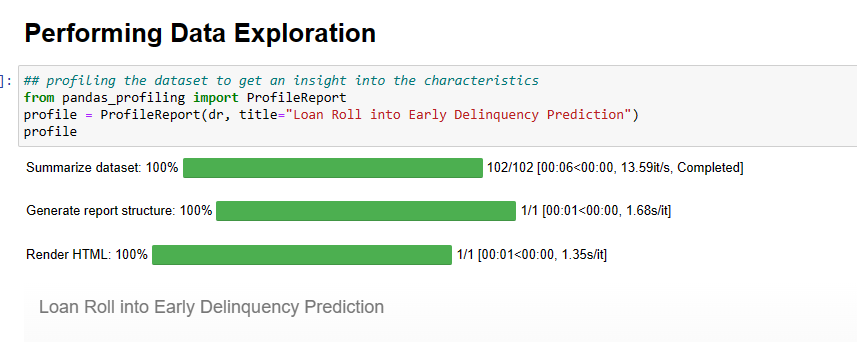 Performing Data Exploration
]: ## profiling the dataset to get an insight into the characteristics
from pandas_profiling import ProfileReport
profile = ProfileReport(dr, title="Loan Roll into Early Delinquency Prediction")
profile
Summarize dataset: 100% 102/102 [00:06<00:00, 13.59it/s, Completed]
Generate report structure: 100% 1/1 [00:01<00:00, 1.68s/it]
Render HTML: 100% 1/1 [00:01<00:00, 1.35s/it]
Loan Roll into Early Delinquency Prediction